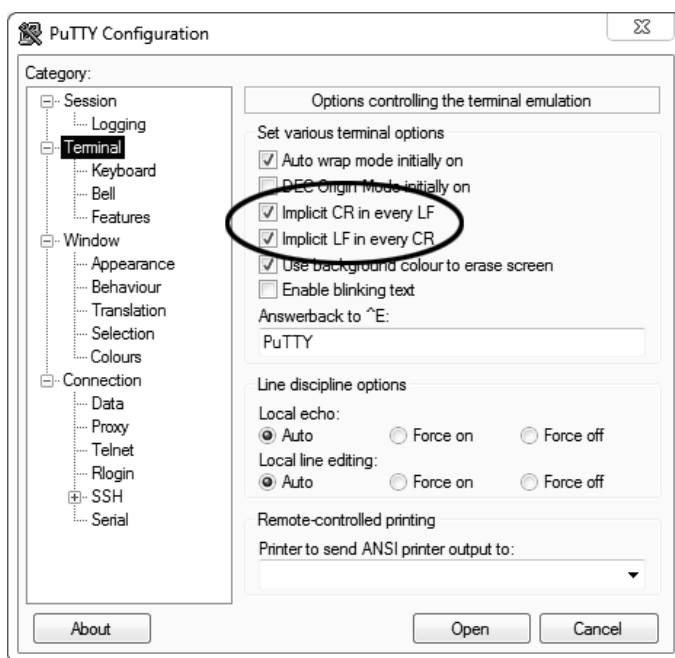 PuTTY Configuration
Category:
Session
Logging
Terminal
Keyboard
Bell
Features
Window
Appearance
Behaviour
Translation
Selection
Colours
Connection
Data
Proxy
Telnet
Rlogin
SSH
Serial
Options controlling the terminal emulation
Set various terminal options
Auto wrap mode initially on
DEC Origin Mode initially on
Implicit CR in every LF
Implicit LF in every CR
Use background colour to erase screen
Enable blinking text
Answerback to ^E:
PuTTY
Line discipline options
Local echo:
Auto Force on Force off
Local line editing:
Auto Force on Force off
Remote-controlled printing
Printer to send ANSI printer output to:
About Open Cancel